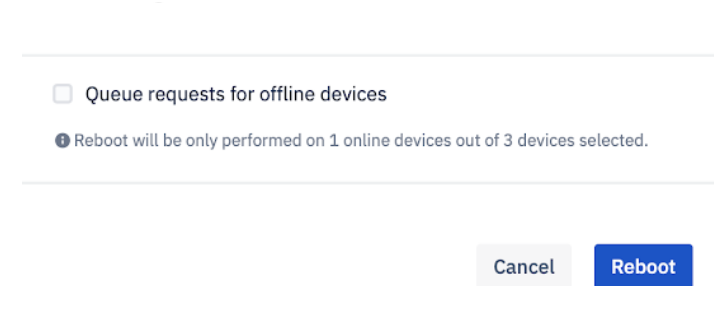 Queue requests for offline devices
Reboot will be only performed on 1 online devices out of 3 devices selected.
Cancel
Reboot